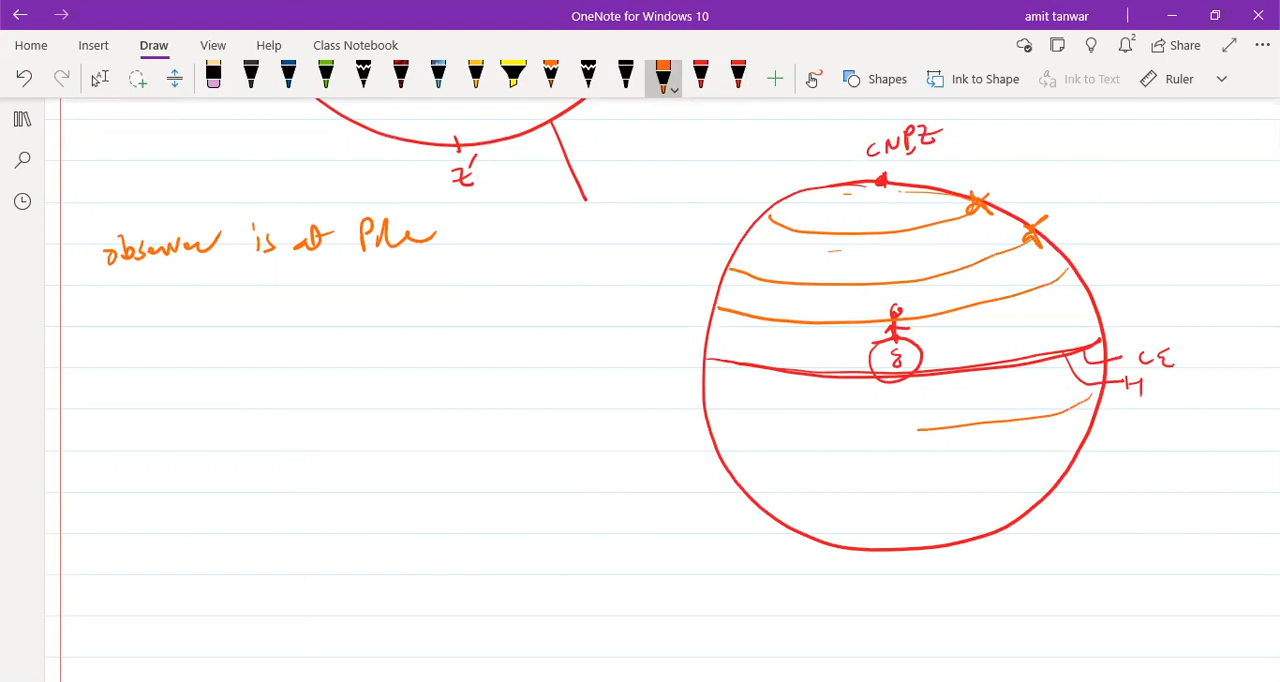 OneNote for Windows 10
amit tanwar
Home Insert Draw View Help Class Notebook
Share
Shapes Ink to Shape Ink to Text Ruler
CNP,Z
Z'
observer is at Pole
CE
H